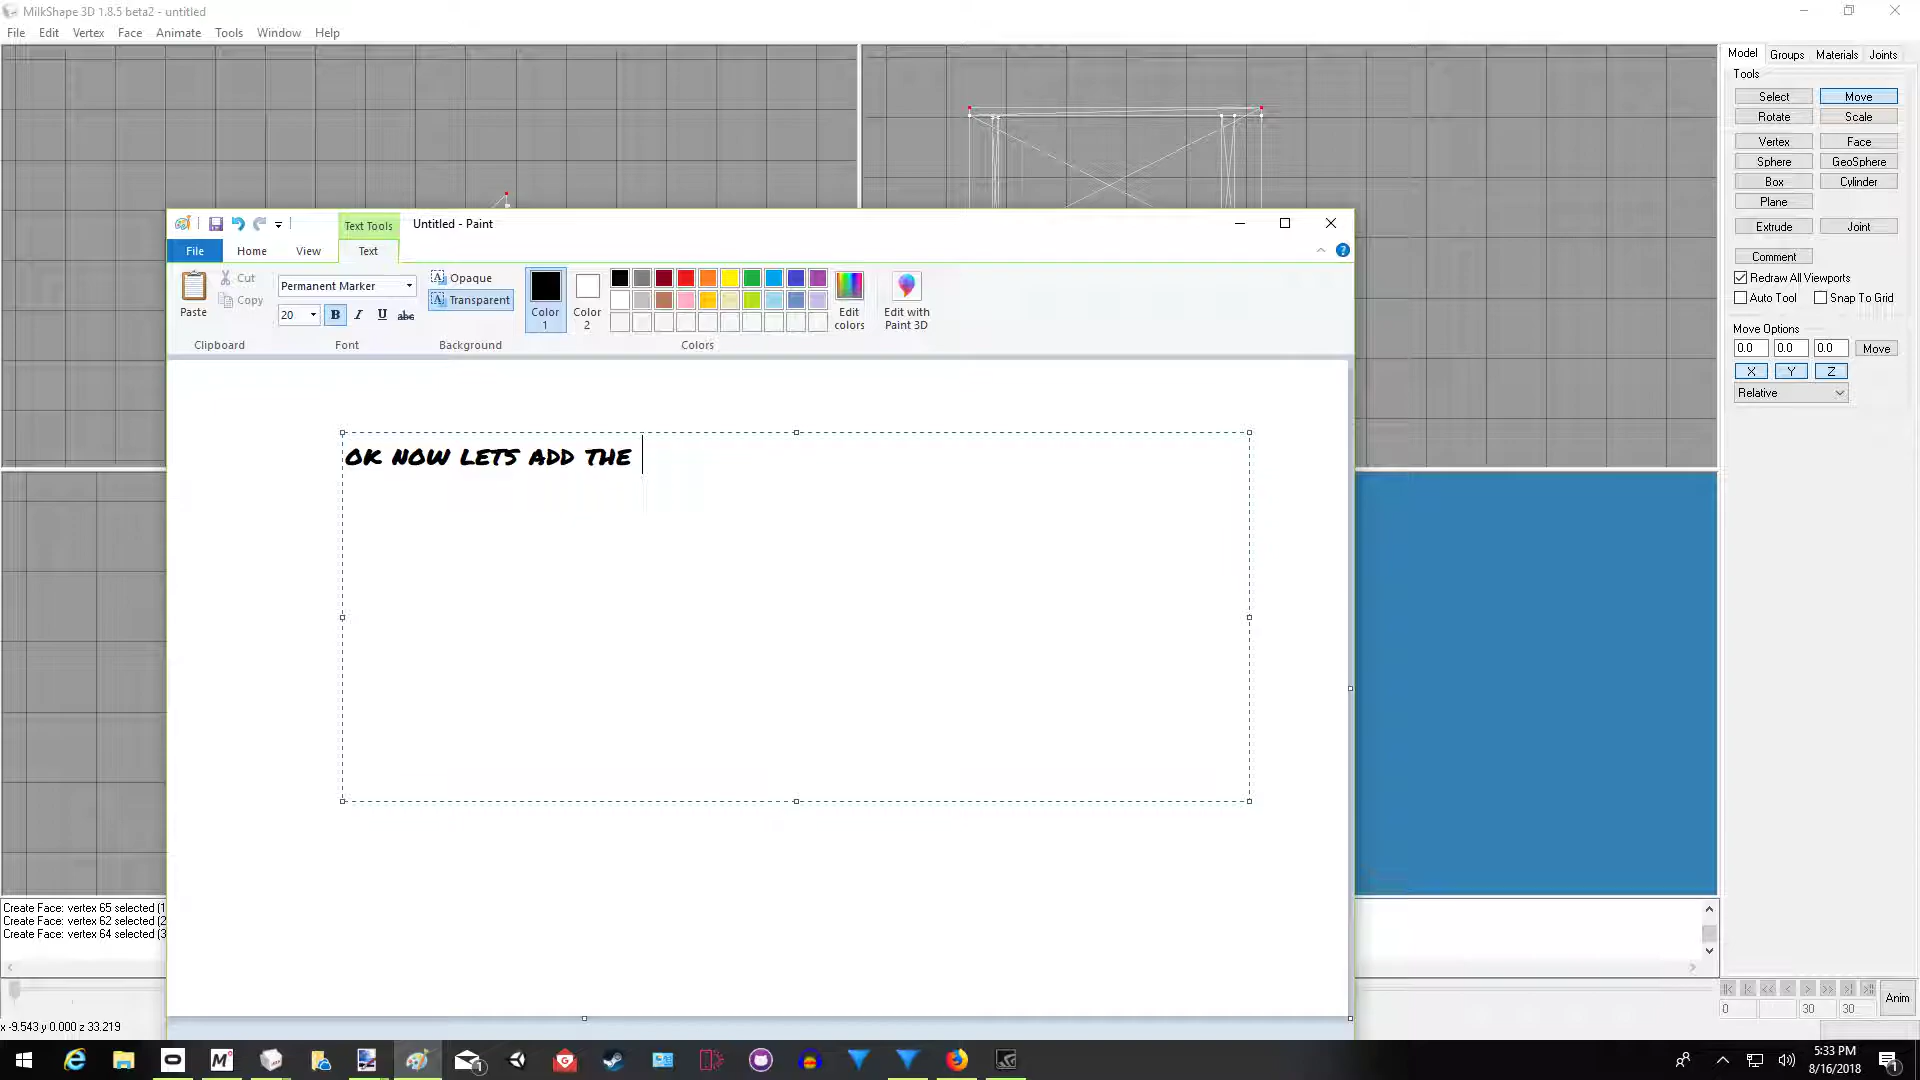 MilkShape 3D 1.8.5 beta2 - untitled
File Edit Vertex Face Animate Tools Window Help
Model Groups Materials Joints
Tools
Select Move
Rotate Scale
Vertex Face
Sphere GeoSphere
Box Cylinder
Plane
Extrude Joint
Comment
Redraw All Viewports
Auto Tool Snap To Grid
Move Options
0.0 0.0 0.0 Move
X Y Z
Relative
Text Tools Untitled - Paint
File Home View Text
Paste Cut Copy
Clipboard
Permanent Marker
20 B I U abc
Font
Opaque
Transparent
Background
Color 1
Color 2
Edit colors
Colors
Edit with Paint 3D
OK NOW LETS ADD THE
Create Face: vertex 65 selected (1
Create Face: vertex 62 selected (2
Create Face: vertex 64 selected (3
0 30 30
Anim
x -9.543 y 0.000 z 33.219
5:33 PM
8/16/2018